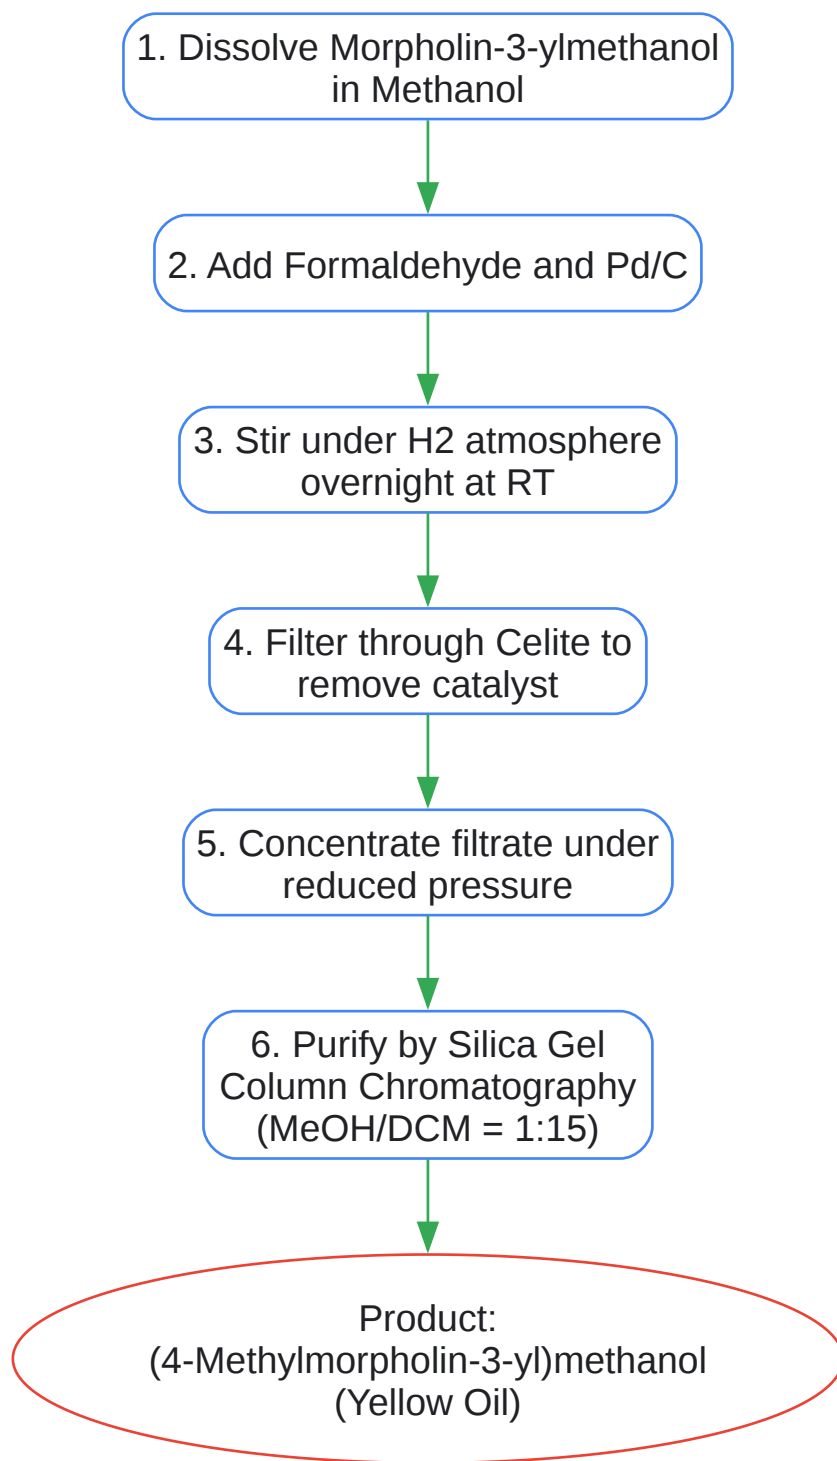 1. Dissolve Morpholin-3-ylmethanol
in Methanol
2. Add Formaldehyde and Pd/C
3. Stir under H2 atmosphere
overnight at RT
4. Filter through Celite to
remove catalyst
5. Concentrate filtrate under
reduced pressure
6. Purify by Silica Gel
Column Chromatography
(MeOH/DCM = 1:15)
Product:
(4-Methylmorpholin-3-yl)methanol
(Yellow Oil)